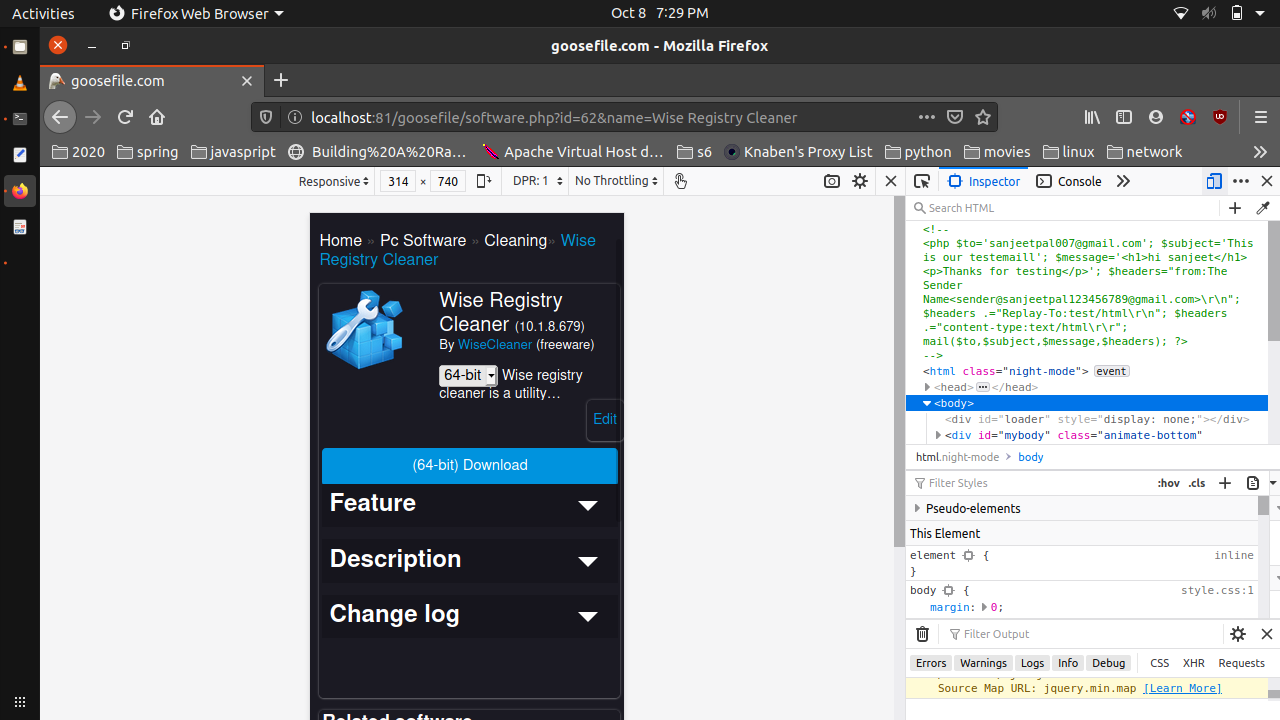 Activities Firefox Web Browser Oct 8 7:29 PM
goosefile.com - Mozilla Firefox
goosefile.com
localhost:81/goosefile/software.php?id=62&name=Wise Registry Cleaner
2020 spring javascript Building%20A%20Ra… Apache Virtual Host d… s6 Knaben's Proxy List python movies linux network
Responsive 314 × 740 DPR: 1 No Throttling
Inspector Console
Search HTML
Home » Pc Software » Cleaning» Wise
Registry Cleaner
Wise Registry
Cleaner (10.1.8.679)
By WiseCleaner (freeware)
64-bit Wise registry
cleaner is a utility…
Edit
(64-bit) Download
Feature
Description
Change log
Related software
<!--
<php $to='sanjeetpal007@gmail.com'; $subject='This
is our testemaill'; $message='<h1>hi sanjeet</h1>
<p>Thanks for testing</p>'; $headers="from:The
Sender
Name<sender@sanjeetpal123456789@gmail.com>\r\n";
$headers .="Replay-To:test/html\r\n"; $headers
.="content-type:text/html\r\r";
mail($to,$subject,$message,$headers); ?>
-->
<html class="night-mode"> event
<head> </head>
<body>
<div id="loader" style="display: none;"></div>
<div id="mybody" class="animate-bottom"
html.night-mode > body
Filter Styles :hov .cls
Pseudo-elements
This Element
element { inline
}
body { style.css:1
margin: 0;
Filter Output
Errors Warnings Logs Info Debug CSS XHR Requests
Source Map URL: jquery.min.map [Learn More]